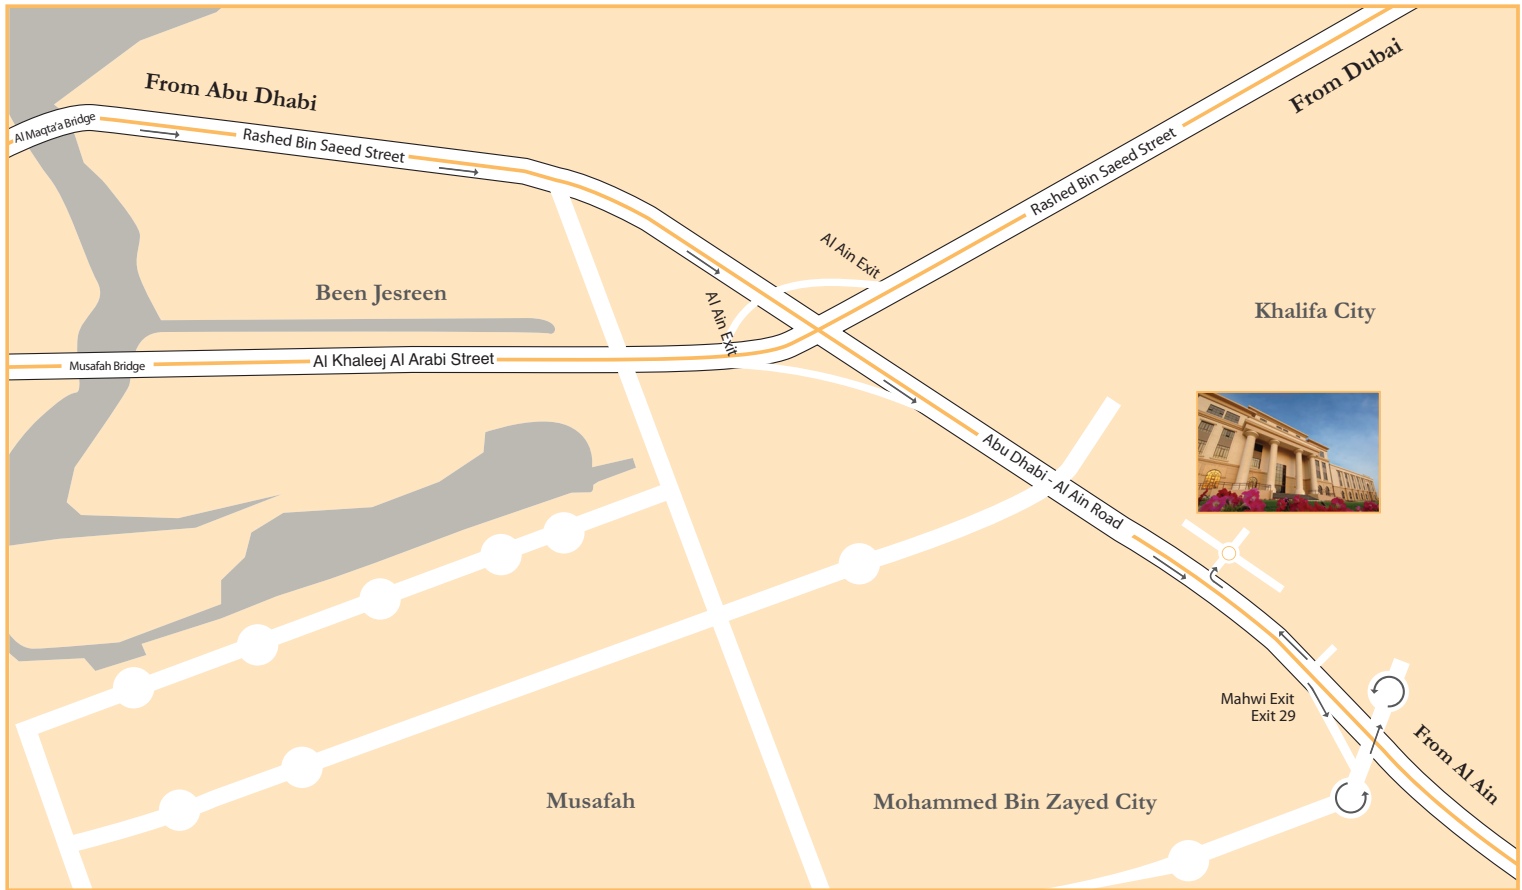 From Abu Dhabi
From Dubai
Al Maqta'a Bridge
Rashed Bin Saeed Street
Rashed Bin Saeed Street
Al Ain Exit
Al Ain Exit
Been Jesreen
Khalifa City
Musafah Bridge
Al Khaleej Al Arabi Street
Abu Dhabi - Al Ain Road
Mahwi Exit
Exit 29
From Al Ain
Musafah
Mohammed Bin Zayed City